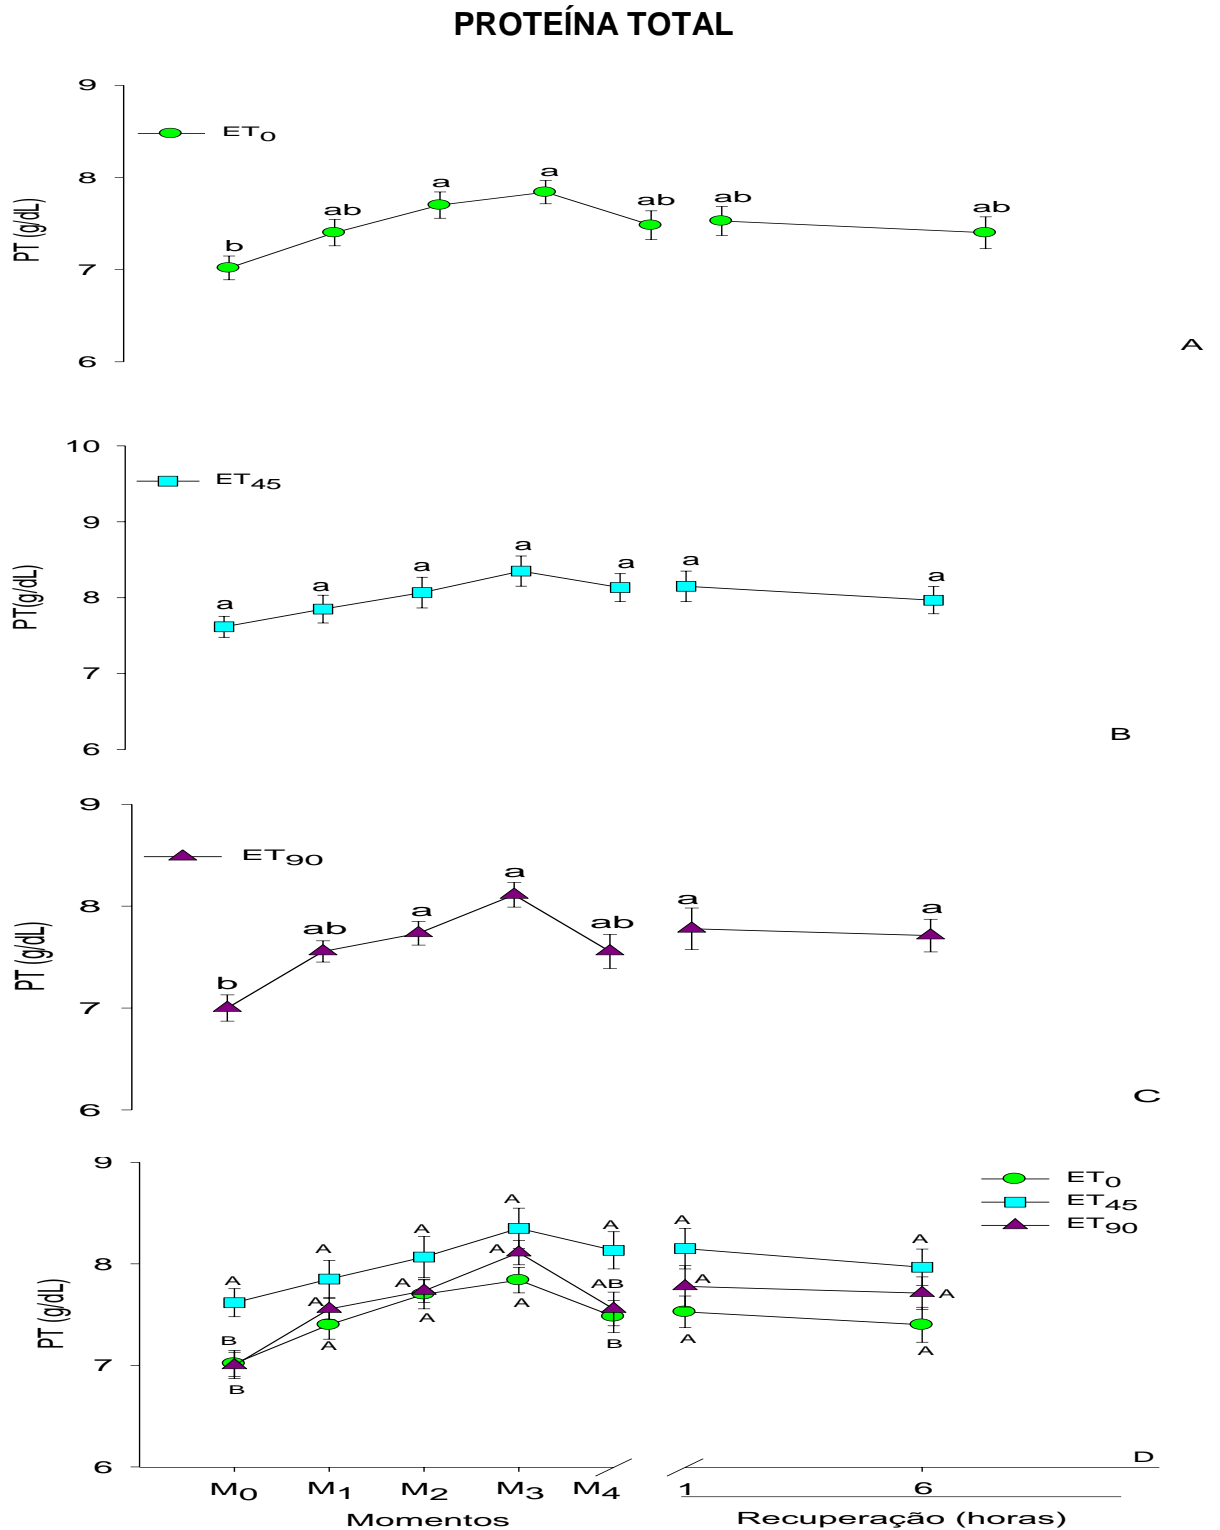 PROTEÍNA TOTAL
9
ET0
8
a a
ab ab ab ab
PT (g/dL)
b
7
6
A
10
ET45
9
a
a a a
a a a
8
PT(g/dL)
7
6
B
9
ET90
a
8
a a a
ab ab
PT (g/dL)
b
7
6
C
9
ET0
ET45
ET90
A
A A A
A A A
8
A A AB A
A A
PT (g/dL)
A A A
B A B A
7
B
6
D
M0 M1 M2 M3 M4 1 6
Momentos Recuperação (horas)